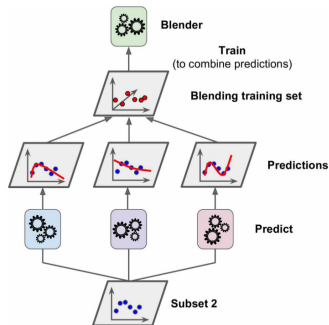 Blender
Train
(to combine predictions)
Blending training set
Predictions
Predict
Subset 2